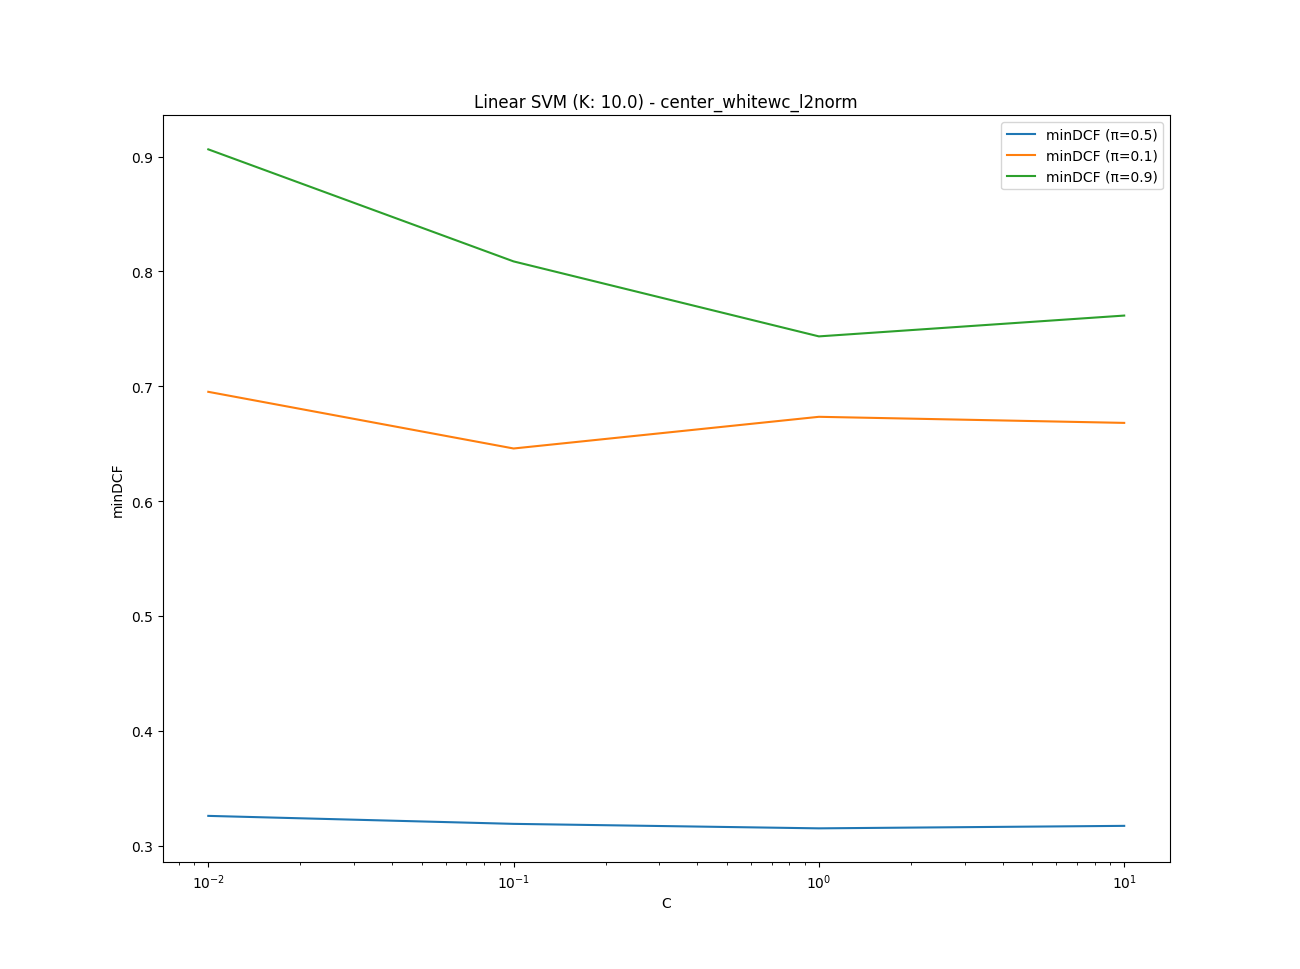 Linear SVM (K: 10.0) - center_whitewc_l2norm
minDCF (π=0.5)
minDCF (π=0.1)
minDCF (π=0.9)
0.9
0.8
0.7
0.6
0.5
0.4
0.3
minDCF
10⁻² 10⁻¹ 10⁰ 10¹
C